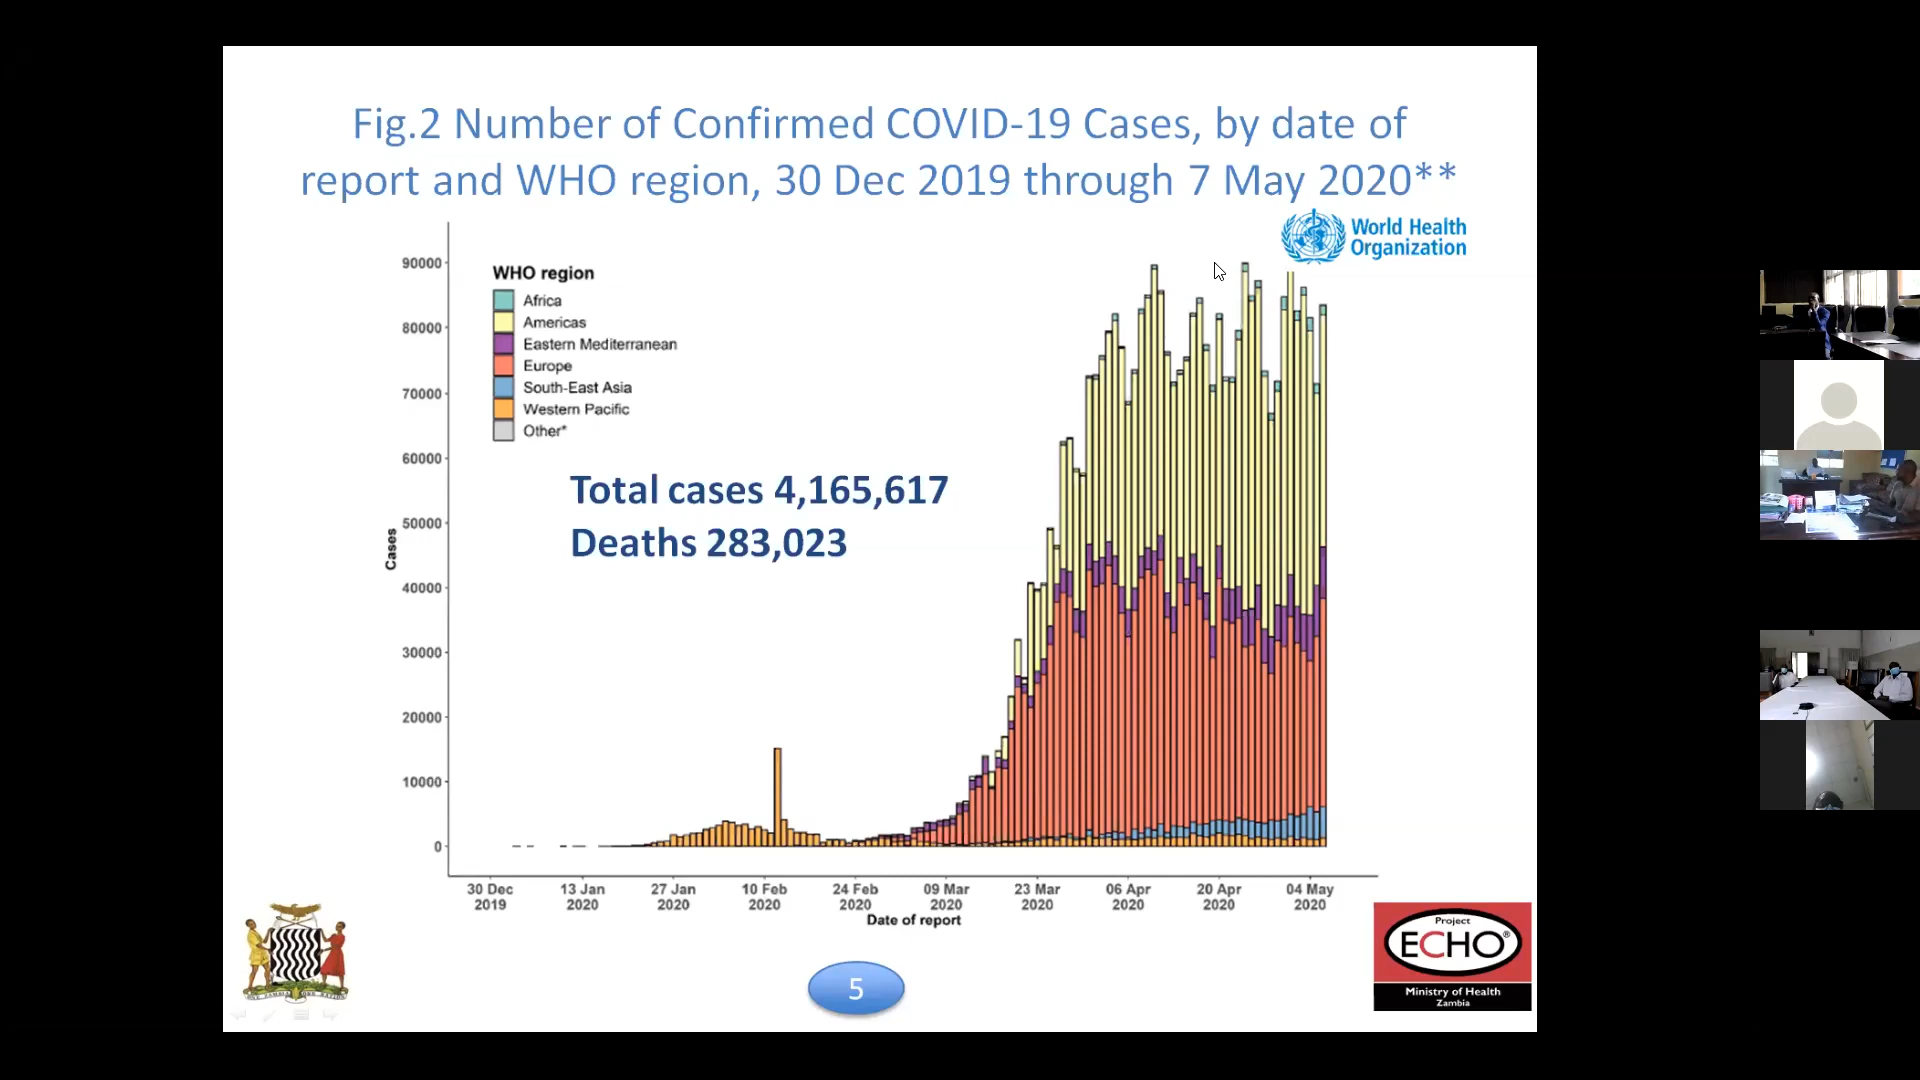 Fig.2 Number of Confirmed COVID-19 Cases, by date of
report and WHO region, 30 Dec 2019 through 7 May 2020**
World Health
Organization
WHO region
Africa
Americas
Eastern Mediterranean
Europe
South-East Asia
Western Pacific
Other*
Total cases 4,165,617
Deaths 283,023
Cases
90000
80000
70000
60000
50000
40000
30000
20000
10000
0
30 Dec 2019
13 Jan 2020
27 Jan 2020
10 Feb 2020
24 Feb 2020
09 Mar 2020
23 Mar 2020
06 Apr 2020
20 Apr 2020
04 May 2020
Date of report
ONE ZAMBIA ONE NATION
5
Project
ECHO®
Ministry of Health
Zambia